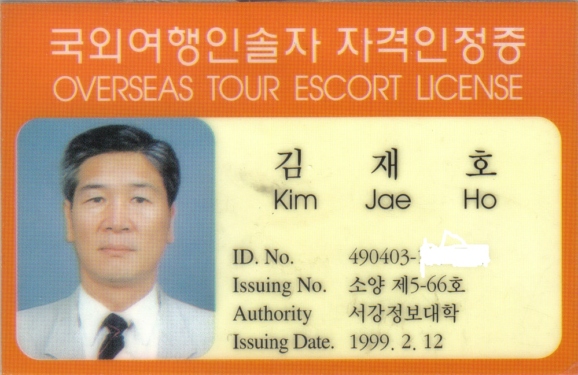 국외여행인솔자 자격인정증
OVERSEAS TOUR ESCORT LICENSE
김 재 호
Kim Jae Ho
ID. No. 490403-
Issuing No. 소양 제5-66호
Authority 서강정보대학
Issuing Date. 1999. 2. 12